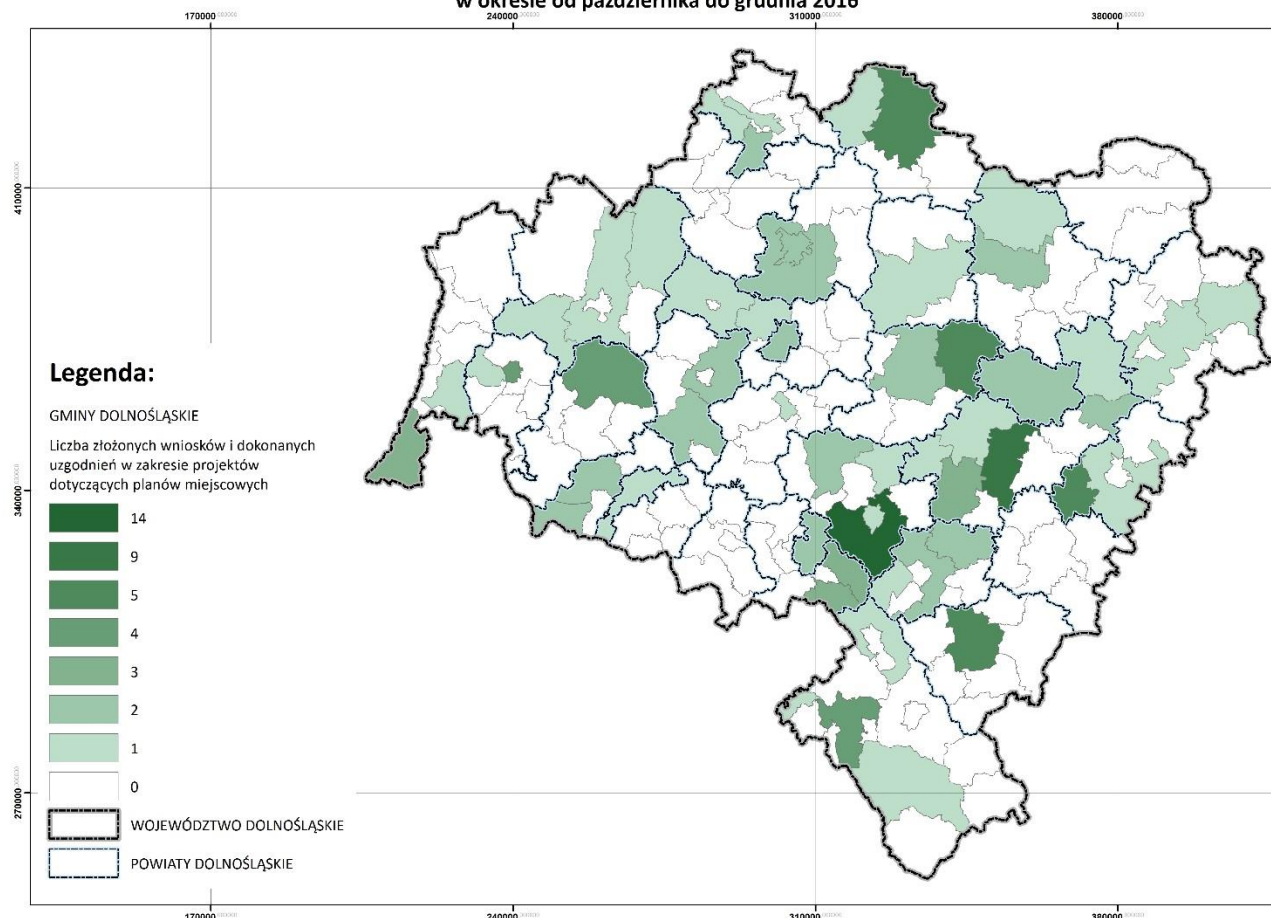 w okresie od października do grudnia 2016
170000
240000
310000
380000
410000
340000
270000
Legenda:
GMINY DOLNOŚLĄSKIE
Liczba złożonych wniosków i dokonanych
uzgodnień w zakresie projektów
dotyczących planów miejscowych
14
9
5
4
3
2
1
0
WOJEWÓDZTWO DOLNOŚLĄSKIE
POWIATY DOLNOŚLĄSKIE
170000
240000
310000
380000